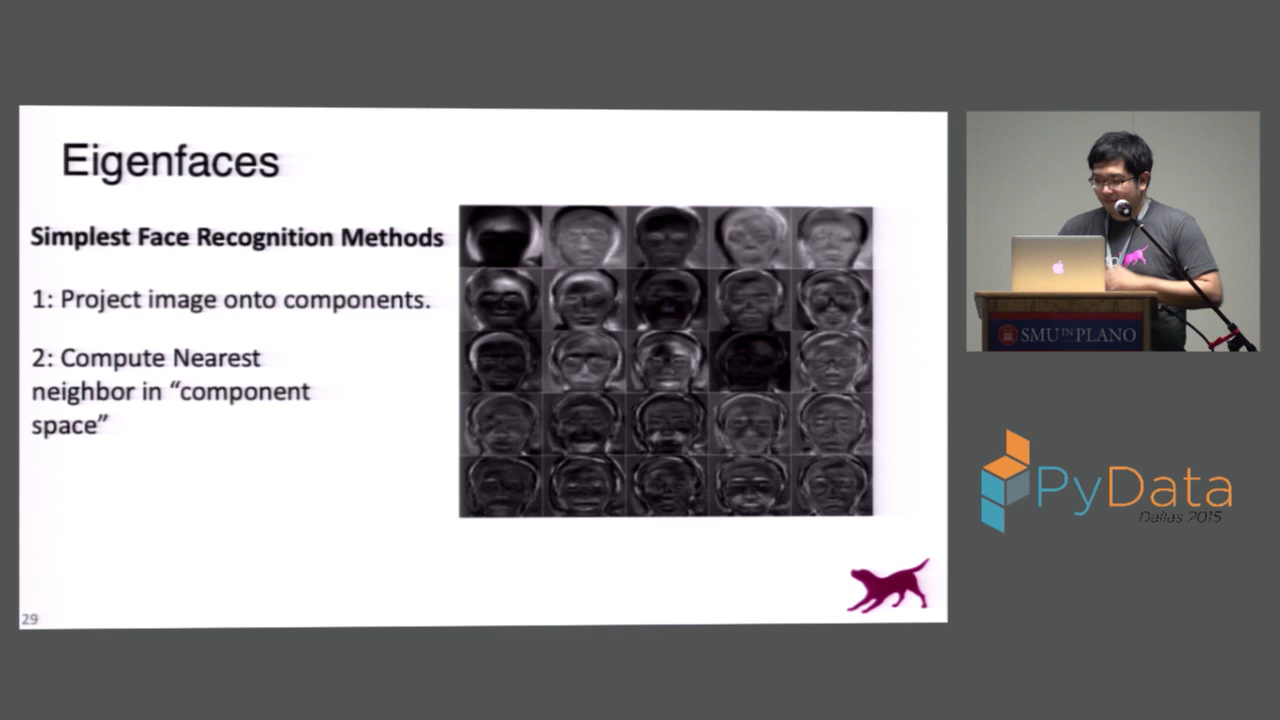 Eigenfaces
Simplest Face Recognition Methods
1: Project image onto components.
2: Compute Nearest
neighbor in “component
space”
29
SMU IN PLANO
PyData
Dallas 2015